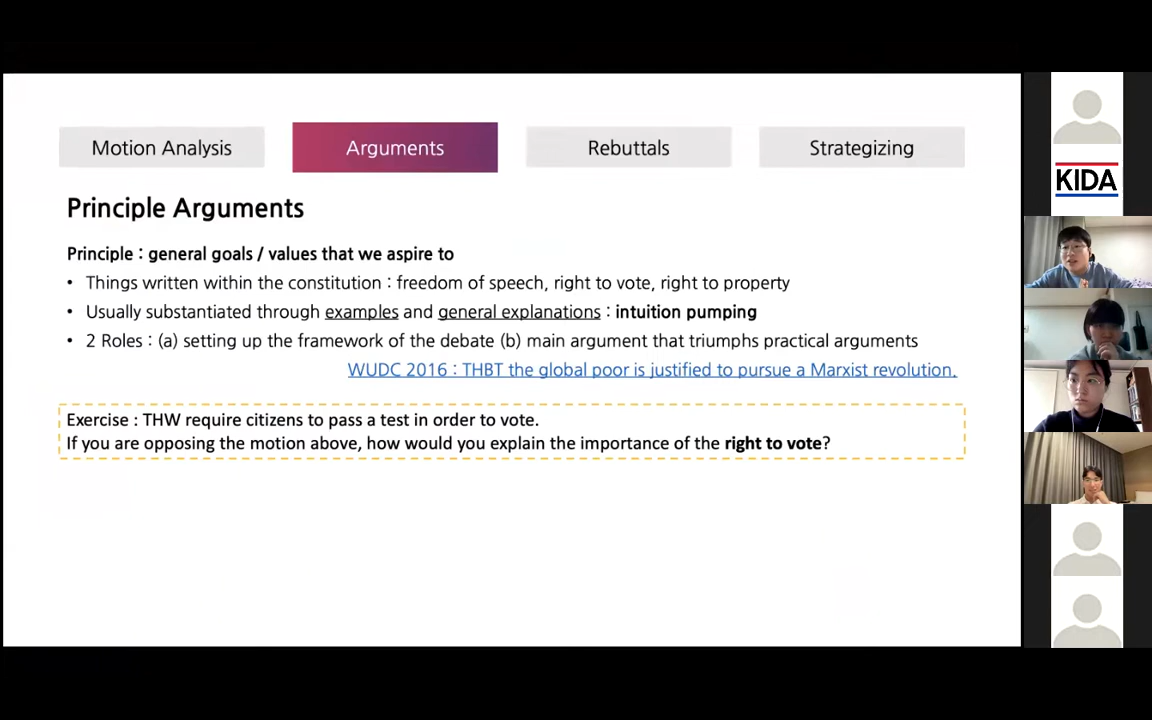 Motion Analysis
Arguments
Rebuttals
Strategizing
Principle Arguments
Principle : general goals / values that we aspire to
• Things written within the constitution : freedom of speech, right to vote, right to property
• Usually substantiated through examples and general explanations : intuition pumping
• 2 Roles : (a) setting up the framework of the debate (b) main argument that triumphs practical arguments
WUDC 2016 : THBT the global poor is justified to pursue a Marxist revolution.
Exercise : THW require citizens to pass a test in order to vote.
If you are opposing the motion above, how would you explain the importance of the right to vote?
KIDA